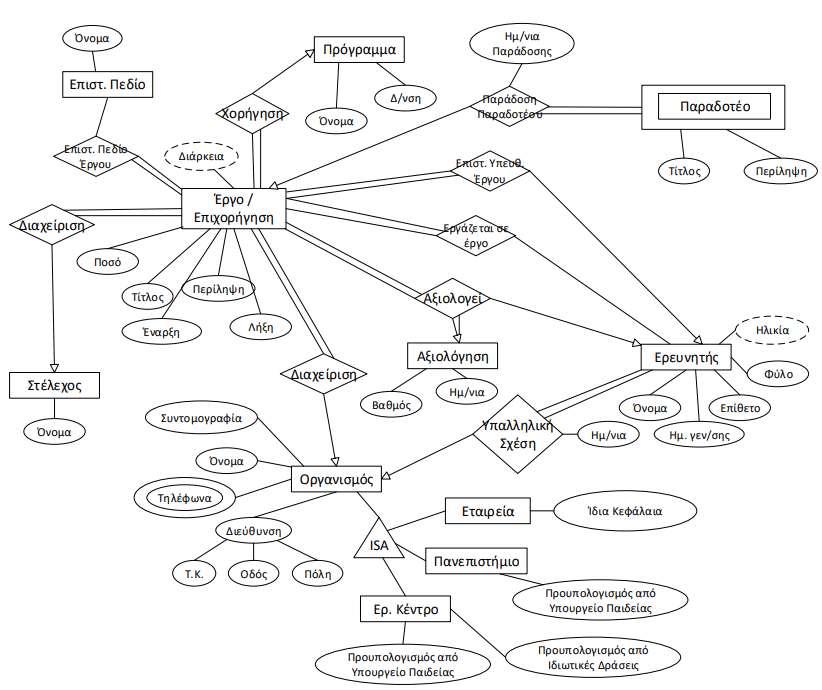 Όνομα
Επιστ. Πεδίο
Πρόγραμμα
Ημ/νια
Παράδοσης
Δ/νση
Όνομα
Χορήγηση
Παράδοση
Παραδοτέου
Παραδοτέο
Τίτλος
Περίληψη
Επιστ. Πεδίο
Έργου
Διάρκεια
Επιστ. Υπευθ.
Έργου
Έργο /
Επιχορήγηση
Διαχείριση
Εργάζεται σε
έργο
Ποσό
Τίτλος
Περίληψη
Έναρξη
Λήξη
Αξιολογεί
Ηλικία
Αξιολόγηση
Ερευνητής
Διαχείριση
Στέλεχος
Φύλο
Βαθμός
Ημ/νια
Όνομα
Επίθετο
Ημ. γεν/σης
Όνομα
Συντομογραφία
Υπαλληλική
Σχέση
Ημ/νια
Όνομα
Οργανισμός
Τηλέφωνα
Εταιρεία
Ίδια Κεφάλαια
Διεύθυνση
ISA
Πανεπιστήμιο
Τ.Κ.
Οδός
Πόλη
Προυπολογισμός από
Υπουργείο Παιδείας
Ερ. Κέντρο
Προυπολογισμός από
Υπουργείο Παιδείας
Προυπολογισμός από
Ιδιωτικές Δράσεις